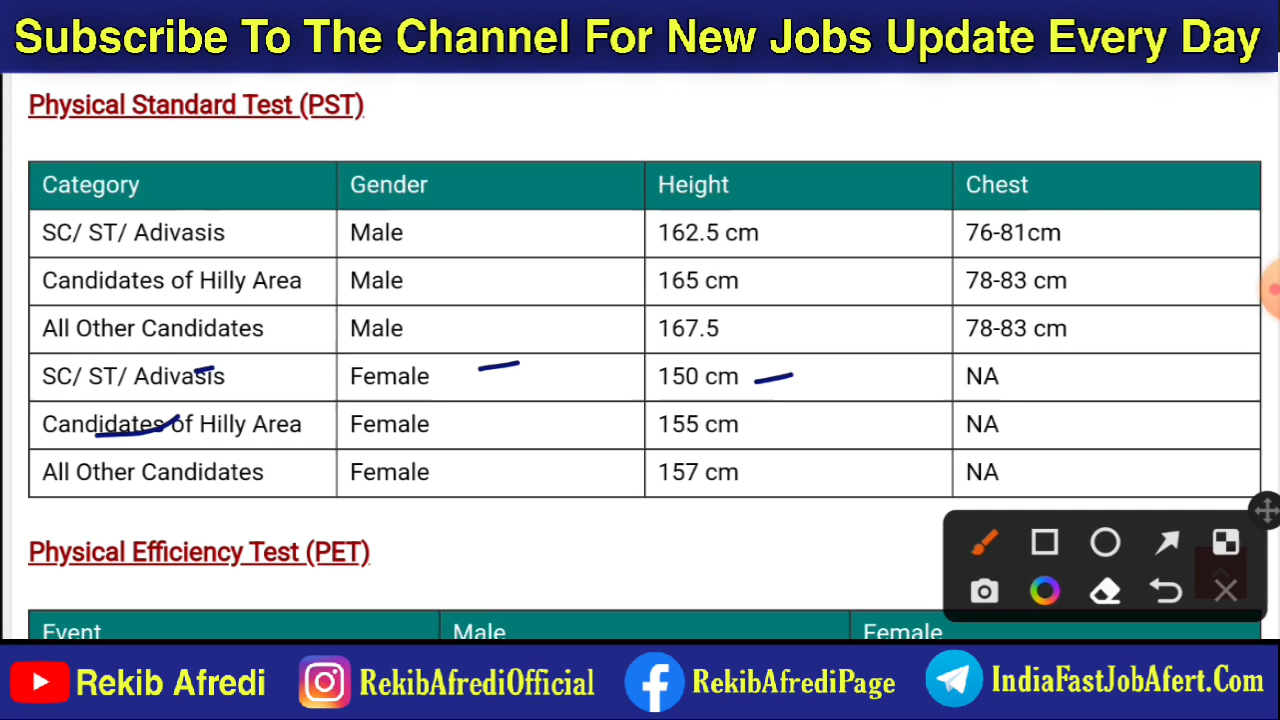 Subscribe To The Channel For New Jobs Update Every Day
Physical Standard Test (PST)
Category Gender Height Chest
SC/ ST/ Adivasis Male 162.5 cm 76-81cm
Candidates of Hilly Area Male 165 cm 78-83 cm
All Other Candidates Male 167.5 78-83 cm
SC/ ST/ Adivasis Female 150 cm NA
Candidates of Hilly Area Female 155 cm NA
All Other Candidates Female 157 cm NA
Physical Efficiency Test (PET)
Event Male Female
Rekib Afredi RekibAfrediOfficial RekibAfrediPage IndiaFastJobAfert.Com